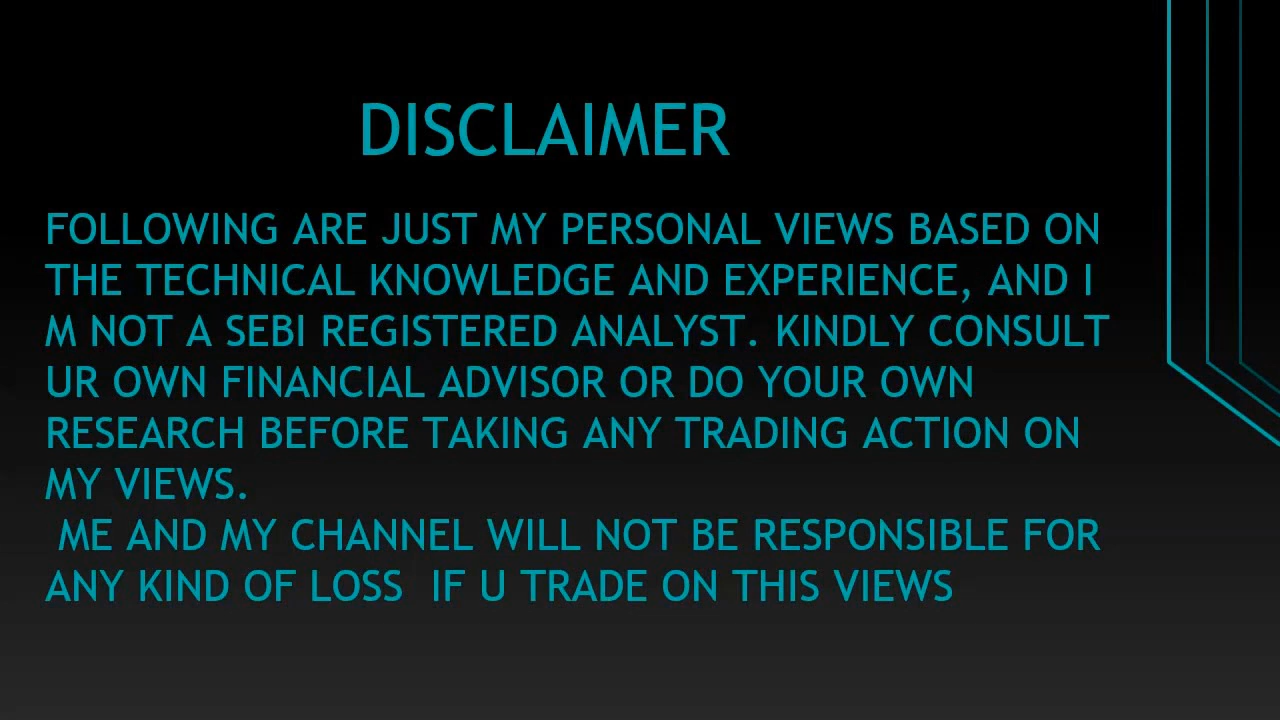 DISCLAIMER
FOLLOWING ARE JUST MY PERSONAL VIEWS BASED ON
THE TECHNICAL KNOWLEDGE AND EXPERIENCE, AND I
M NOT A SEBI REGISTERED ANALYST. KINDLY CONSULT
UR OWN FINANCIAL ADVISOR OR DO YOUR OWN
RESEARCH BEFORE TAKING ANY TRADING ACTION ON
MY VIEWS.
ME AND MY CHANNEL WILL NOT BE RESPONSIBLE FOR
ANY KIND OF LOSS  IF U TRADE ON THIS VIEWS